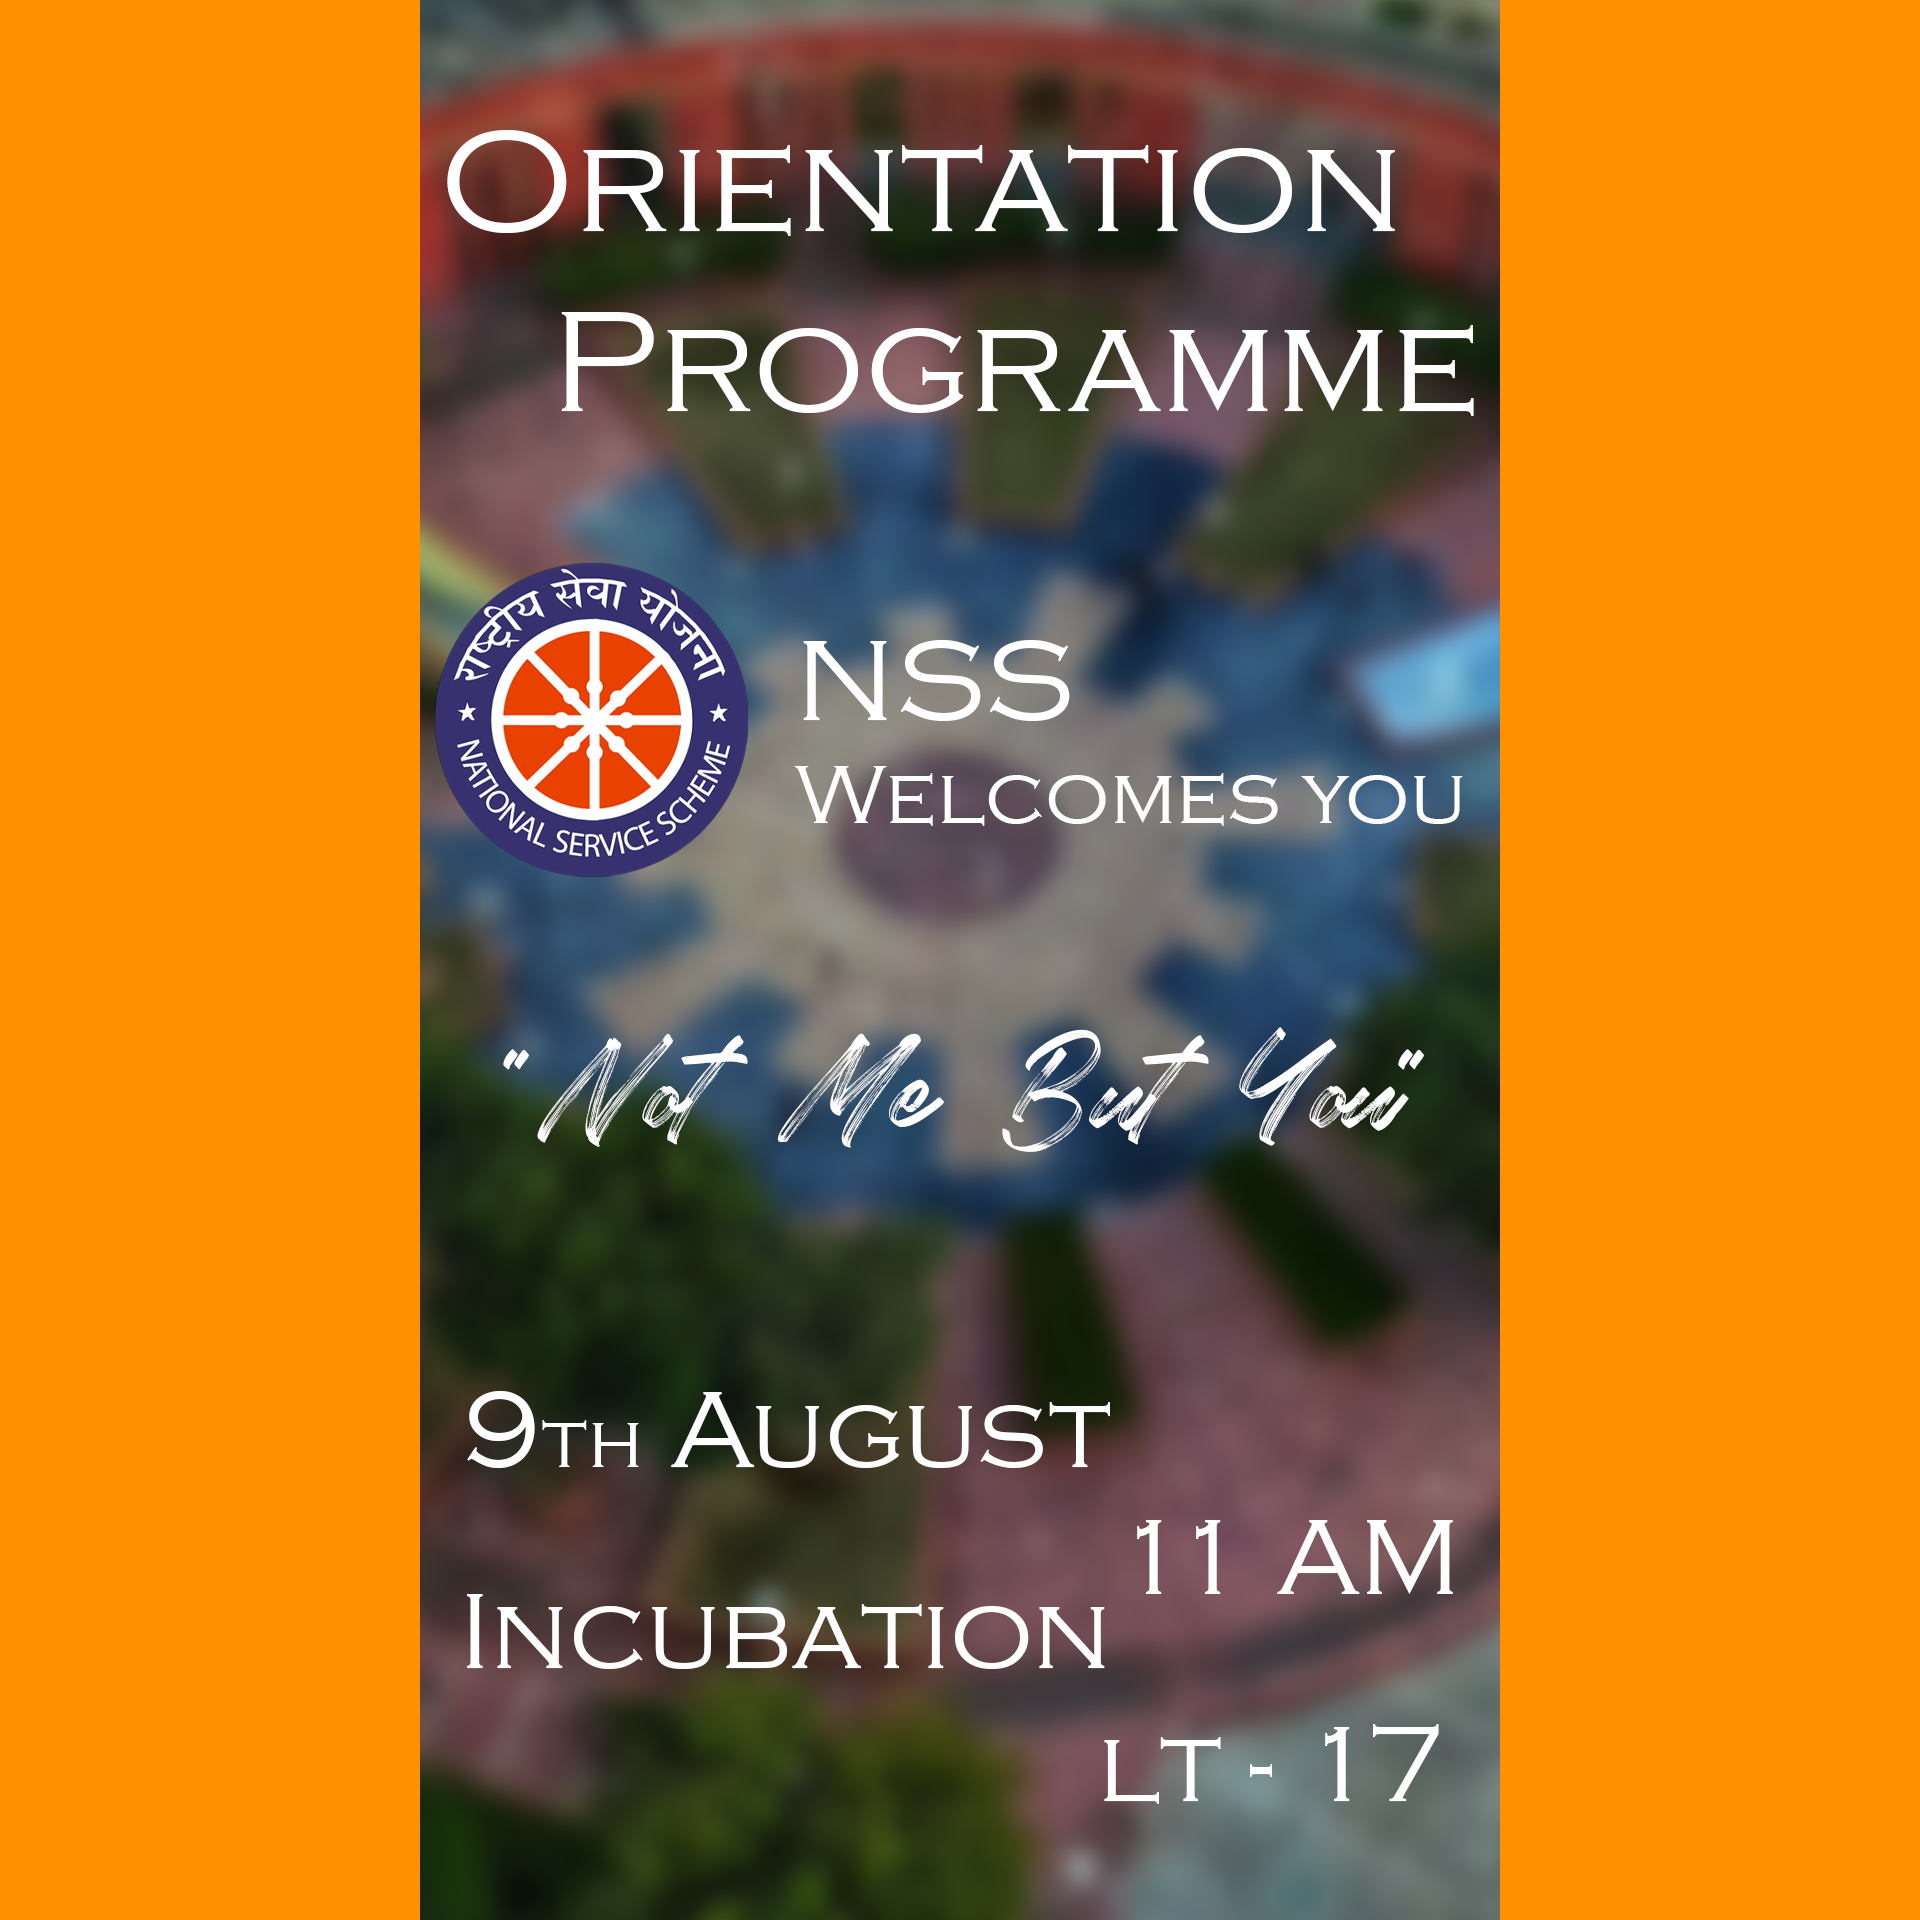 Orientation
Programme
राष्ट्रीय सेवा योजना
NATIONAL SERVICE SCHEME
NSS
Welcomes you
" Not Me But You"
9th August
11 AM
Incubation
LT - 17